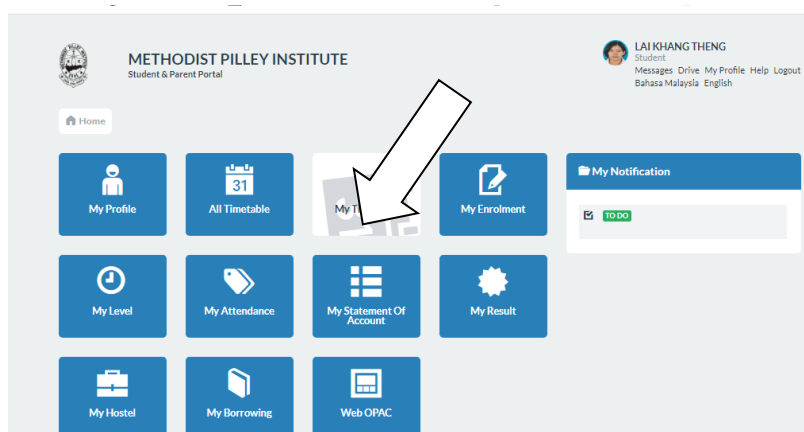 METHODIST PILLEY INSTITUTE
Student & Parent Portal
LAI KHANG THENG
Student
Messages Drive My Profile Help Logout
Bahasa Malaysia English
Home
My Profile
31
All Timetable
My T
My Enrolment
My Notification
TO DO
My Level
My Attendance
My Statement Of
Account
My Result
My Hostel
My Borrowing
Web OPAC